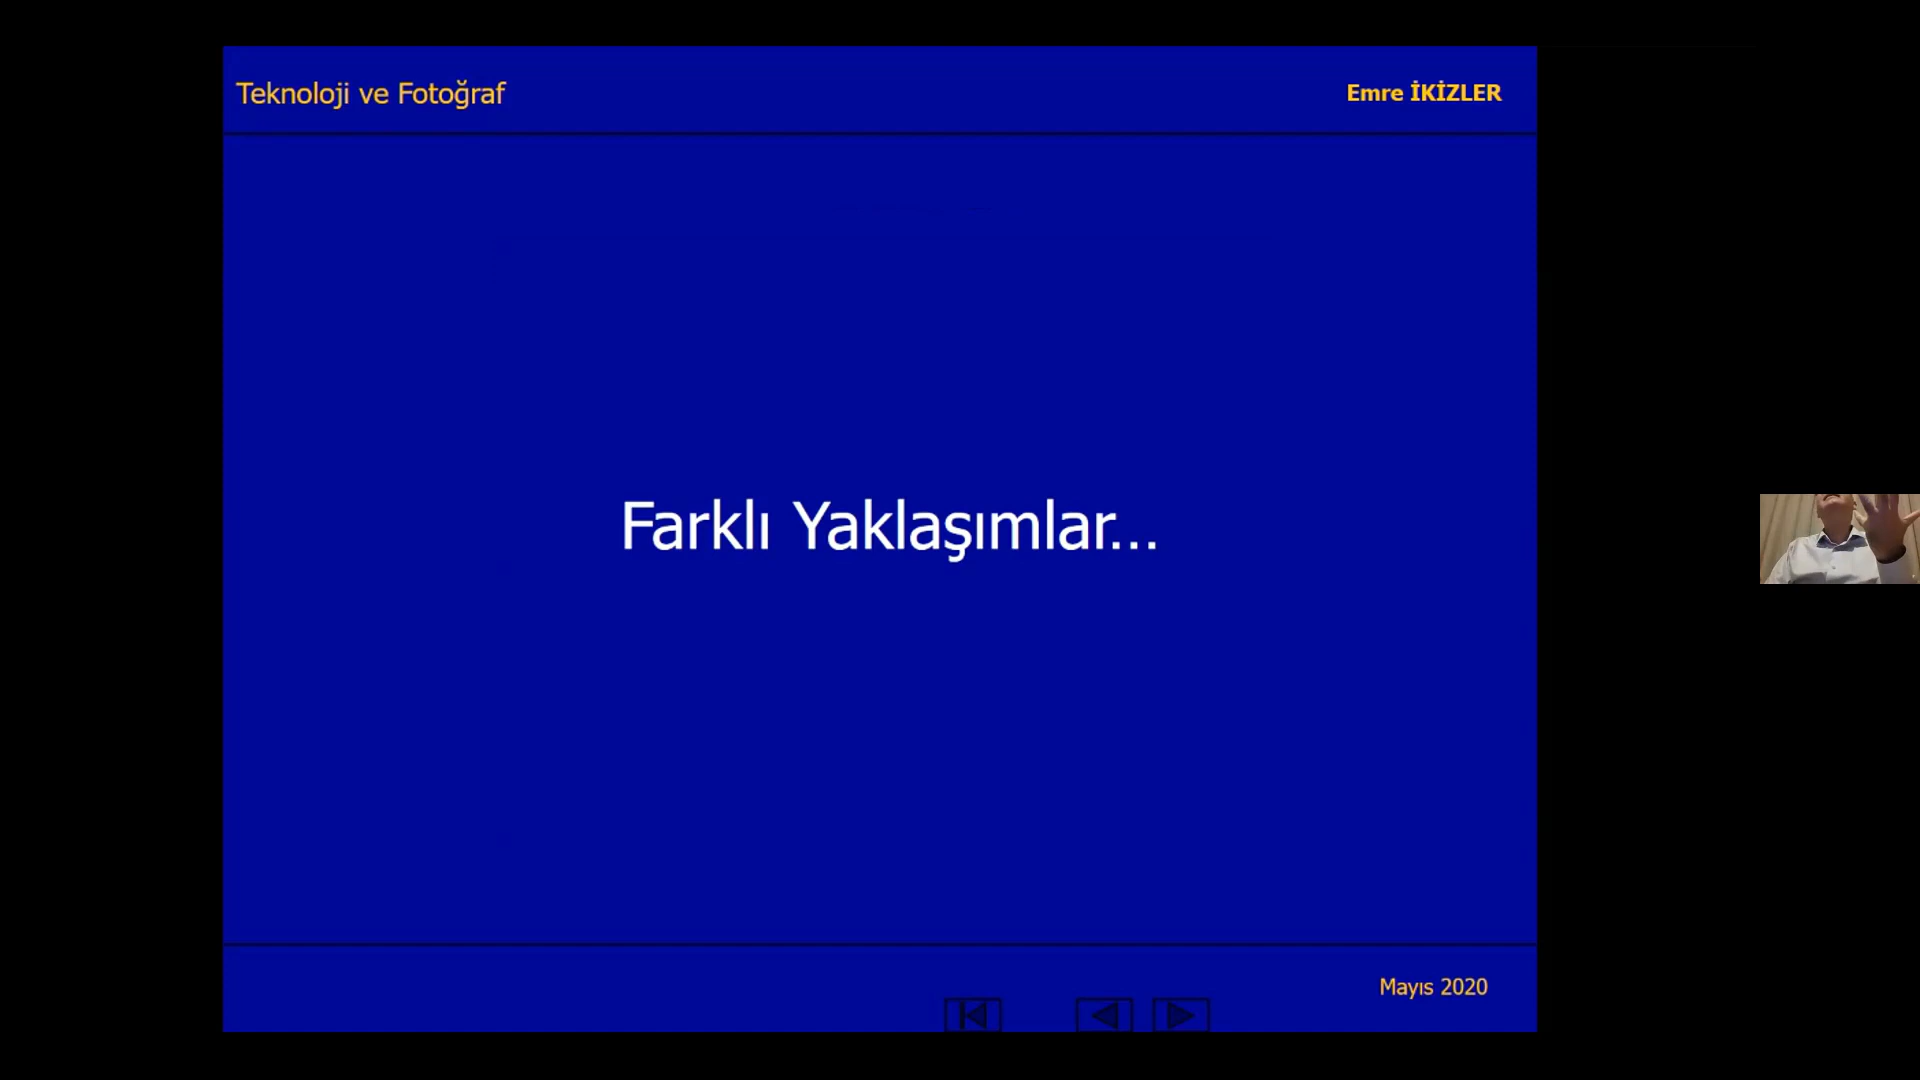 Teknoloji ve Fotoğraf
Emre İKİZLER
Farklı Yaklaşımlar...
Mayıs 2020